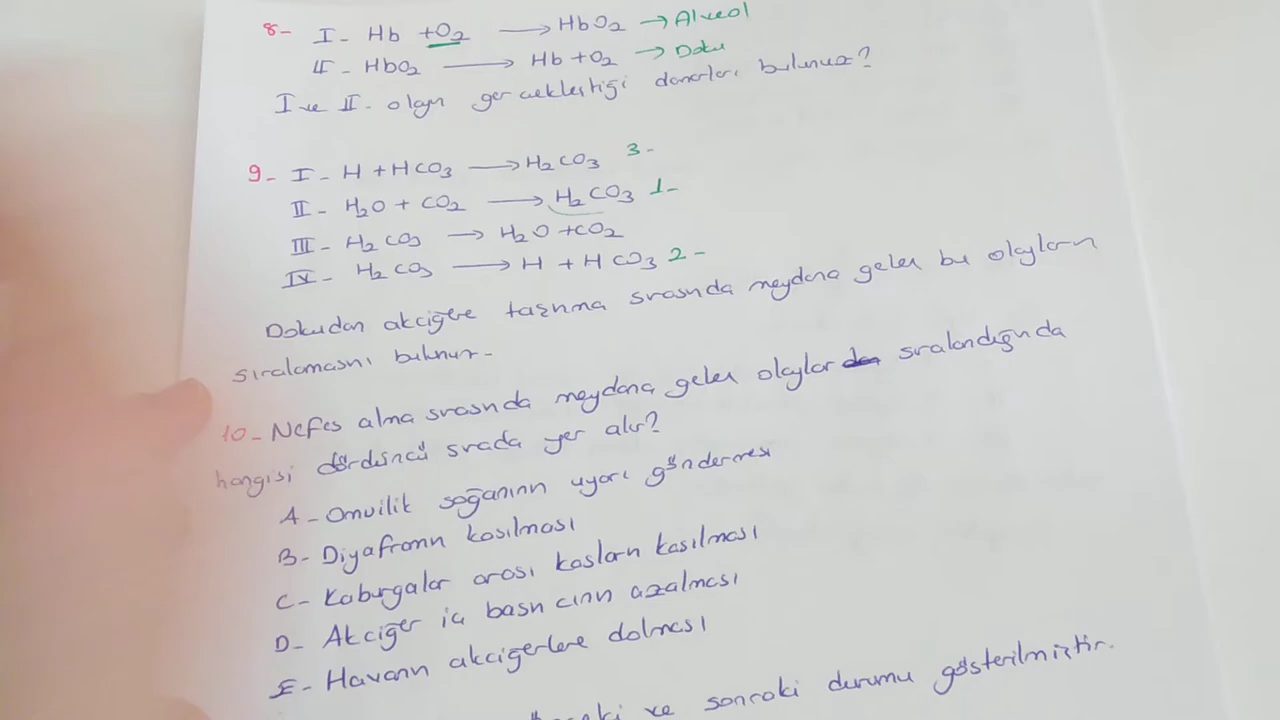 8- I- Hb +O2 → HbO2 → Alveol
II - HbO2 → Hb +O2 → Doku
I ve II- olayın gerçekleştiği damarları bulunuz?
9- I- H +HCO3 → H2CO3 3-
II- H2O + CO2 → H2CO3 1-
III- H2CO3 → H2O +CO2
IV- H2CO3 → H + HCO3 2-
Dokudan akciğere taşınma sırasında meydana gelen bu olayların
sıralamasını bulunuz-
10- Nefes alma sırasında meydana gelen olaylar sıralandığında
hangisi dördüncü sırada yer alır?
A- Omurilik soğanının uyarı göndermesi
B- Diyaframın kasılması
C- Kaburgalar arası kasların kasılması
D- Akciğer iç basıncının azalması
E- Havanın akciğerlere dolması
ve sonraki durumu gösterilmiştir.